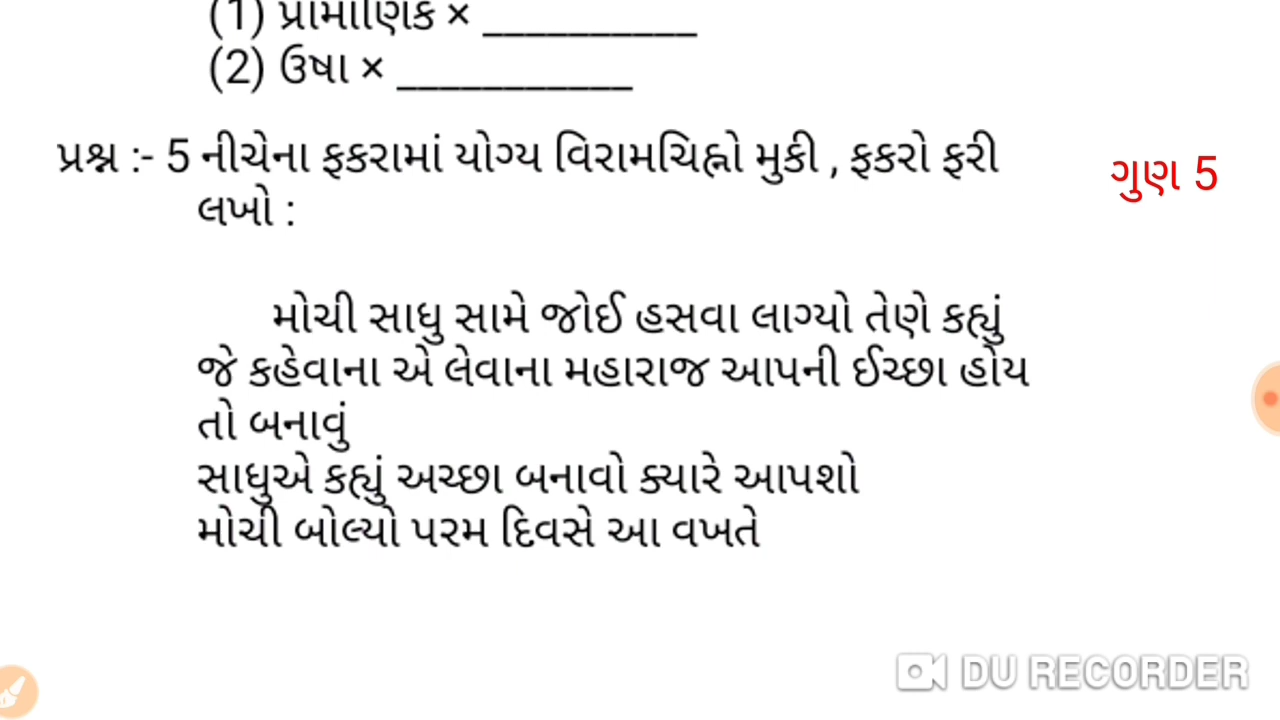 (1) પ્રામાણિક × __________
(2) ઉષા × ___________
પ્રશ્ન :- 5 નીચેના ફકરામાં યોગ્ય વિરામચિહ્નો મુકી , ફકરો ફરી
ગુણ 5
લખો :
મોચી સાધુ સામે જોઈ હસવા લાગ્યો તેણે કહ્યું
જે કહેવાના એ લેવાના મહારાજ આપની ઈચ્છા હોય
તો બનાવું
સાધુએ કહ્યું અચ્છા બનાવો ક્યારે આપશો
મોચી બોલ્યો પરમ દિવસે આ વખતે
DU RECORDER